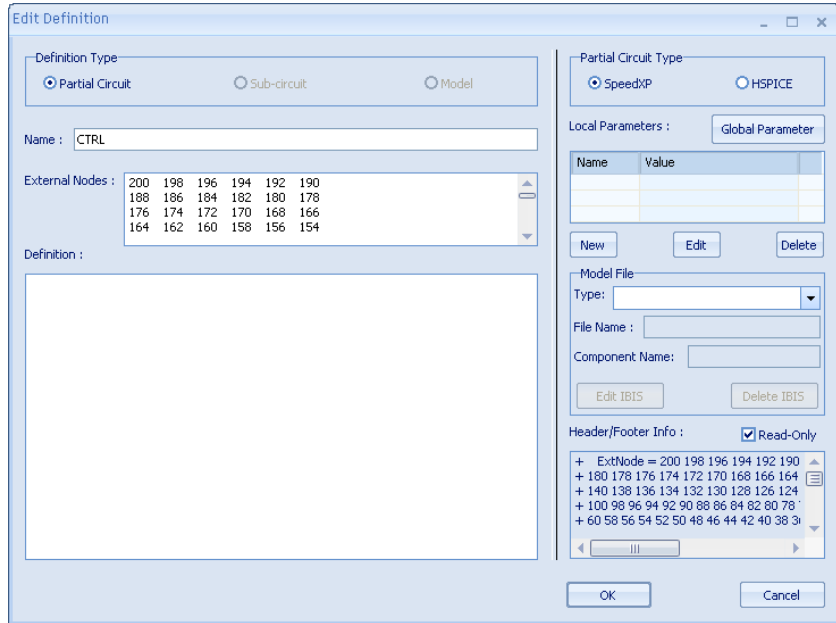 Edit Definition
Definition Type
Partial Circuit
Sub-circuit
Model
Name :
CTRL
External Nodes :
200 198 196 194 192 190
188 186 184 182 180 178
176 174 172 170 168 166
164 162 160 158 156 154
Definition :
Partial Circuit Type
SpeedXP
HSPICE
Local Parameters :
Global Parameter
Name Value
New
Edit
Delete
Model File
Type:
File Name :
Component Name:
Edit IBIS
Delete IBIS
Header/Footer Info :
Read-Only
+ ExtNode = 200 198 196 194 192 190
+ 180 178 176 174 172 170 168 166 164
+ 140 138 136 134 132 130 128 126 124
+ 100 98 96 94 92 90 88 86 84 82 80 78
+ 60 58 56 54 52 50 48 46 44 42 40 38
OK
Cancel